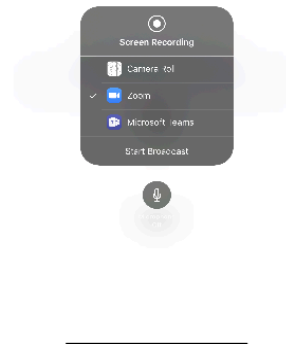 Screen Recording
Camera Roll
Zoom
Microsoft Teams
Start Broadcast